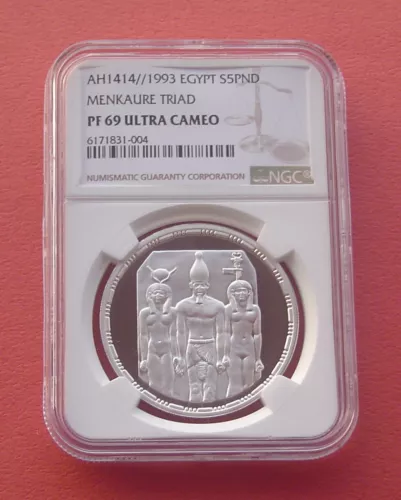 AH1414//1993 EGYPT S5PND
MENKAURE TRIAD
PF 69 ULTRA CAMEO
6171831-004
NUMISMATIC GUARANTY CORPORATION
NGC®